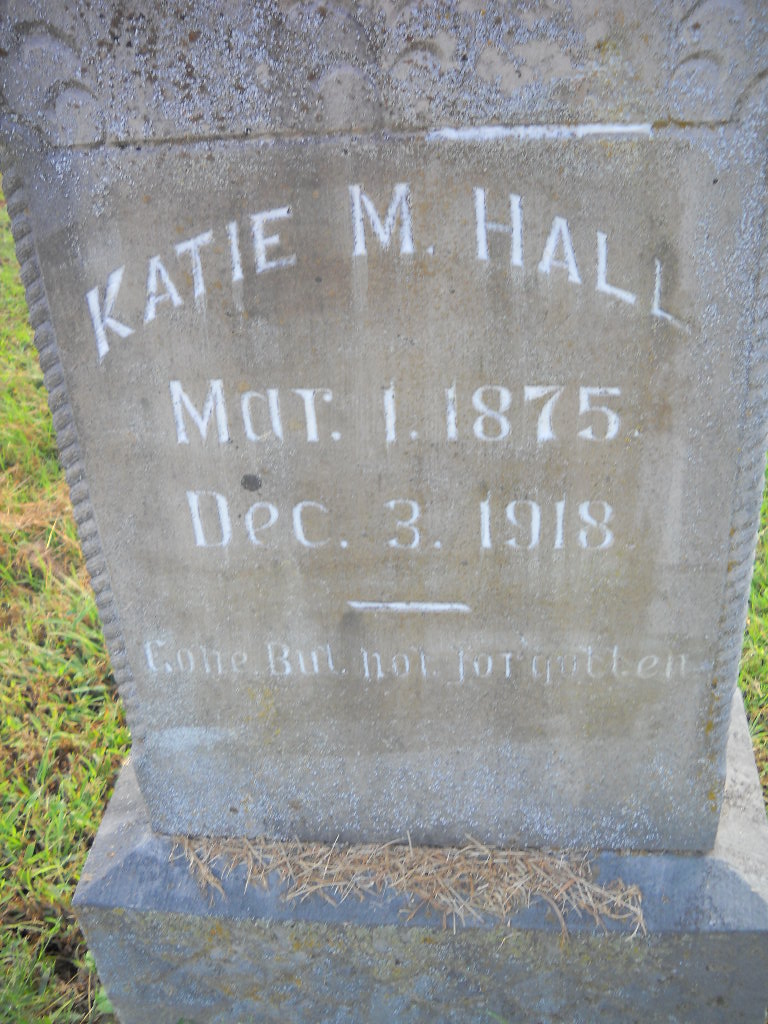 KATIE M. HALL
Mar. 1. 1875.
Dec. 3. 1918
Gone. But. not. forgotten